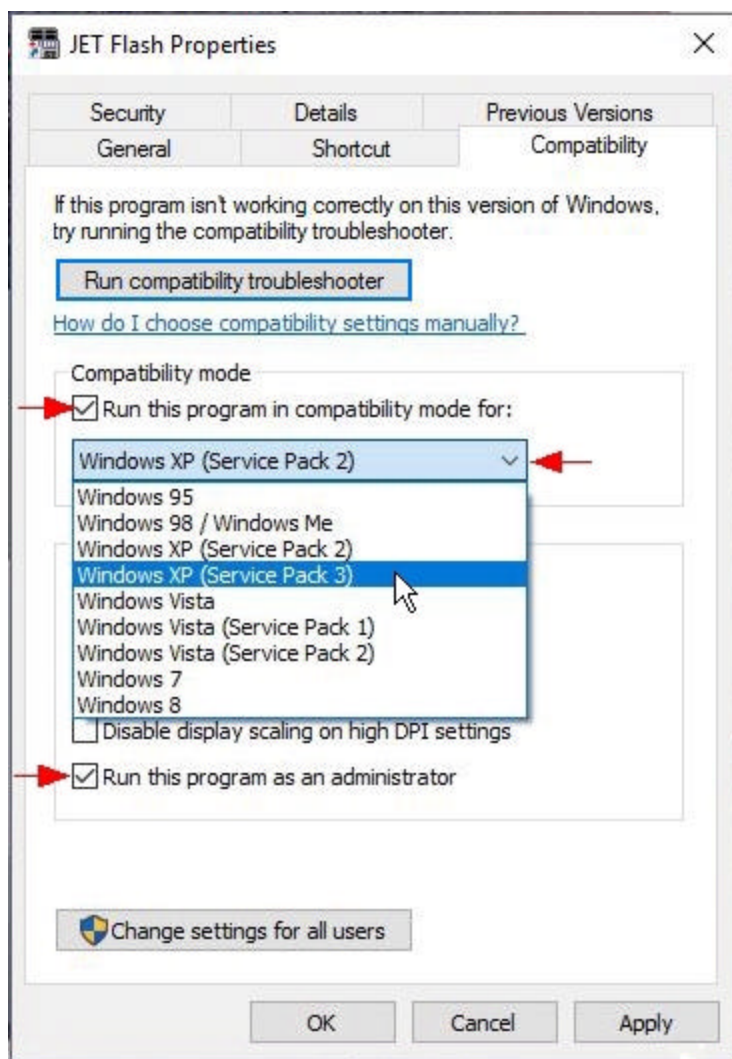 JET Flash Properties
Security
Details
Previous Versions
General
Shortcut
Compatibility
If this program isn't working correctly on this version of Windows,
try running the compatibility troubleshooter.
Run compatibility troubleshooter
How do I choose compatibility settings manually?
Compatibility mode
Run this program in compatibility mode for:
Windows XP (Service Pack 2)
Windows 95
Windows 98 / Windows Me
Windows XP (Service Pack 2)
Windows XP (Service Pack 3)
Windows Vista
Windows Vista (Service Pack 1)
Windows Vista (Service Pack 2)
Windows 7
Windows 8
Disable display scaling on high DPI settings
Run this program as an administrator
Change settings for all users
OK
Cancel
Apply